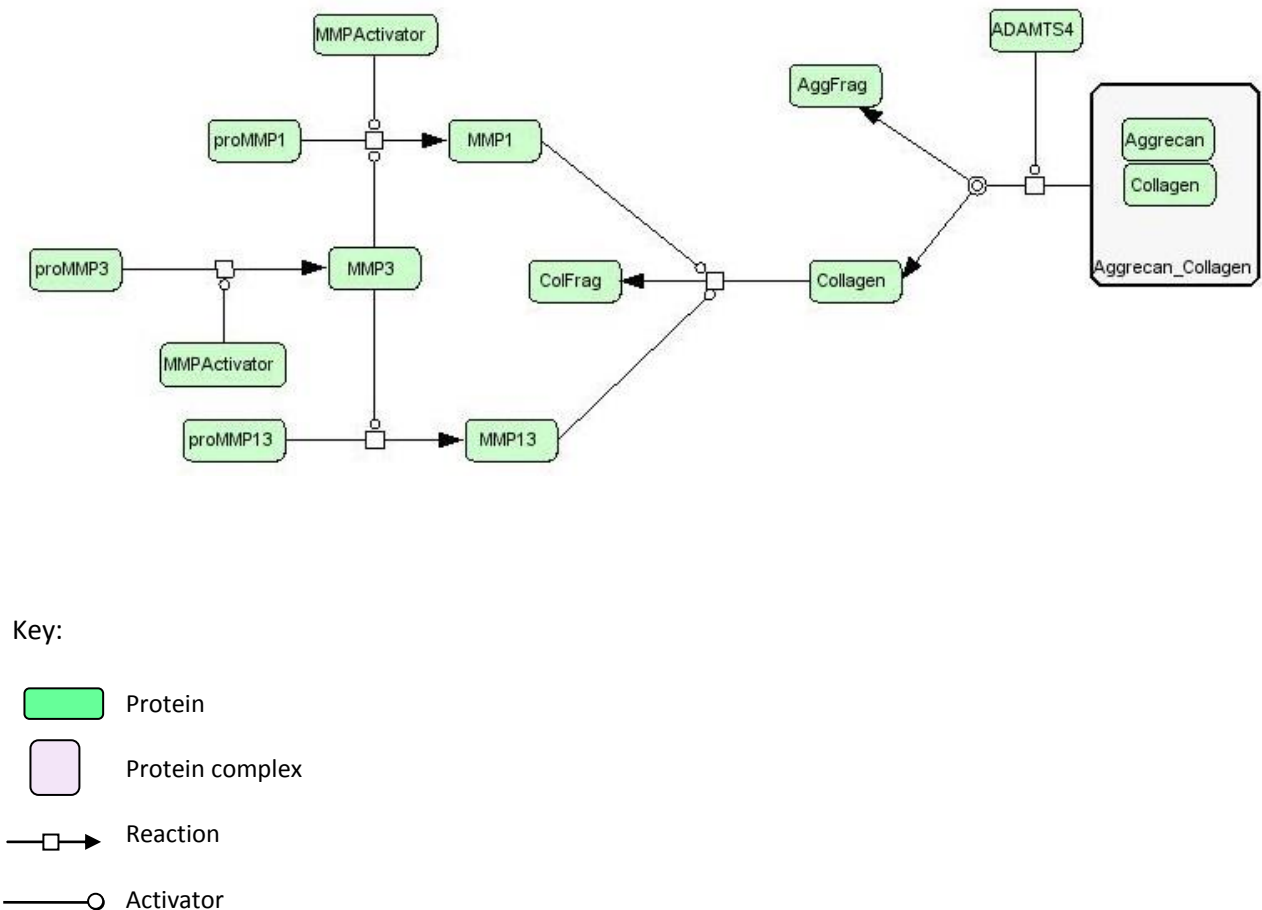 MMPActivator
ADAMTS4
AggFrag
proMMP1
MMP1
Aggrecan
Collagen
proMMP3
MMP3
ColFrag
Collagen
Aggrecan_Collagen
MMPActivator
proMMP13
MMP13
Key:
Protein
Protein complex
Reaction
Activator